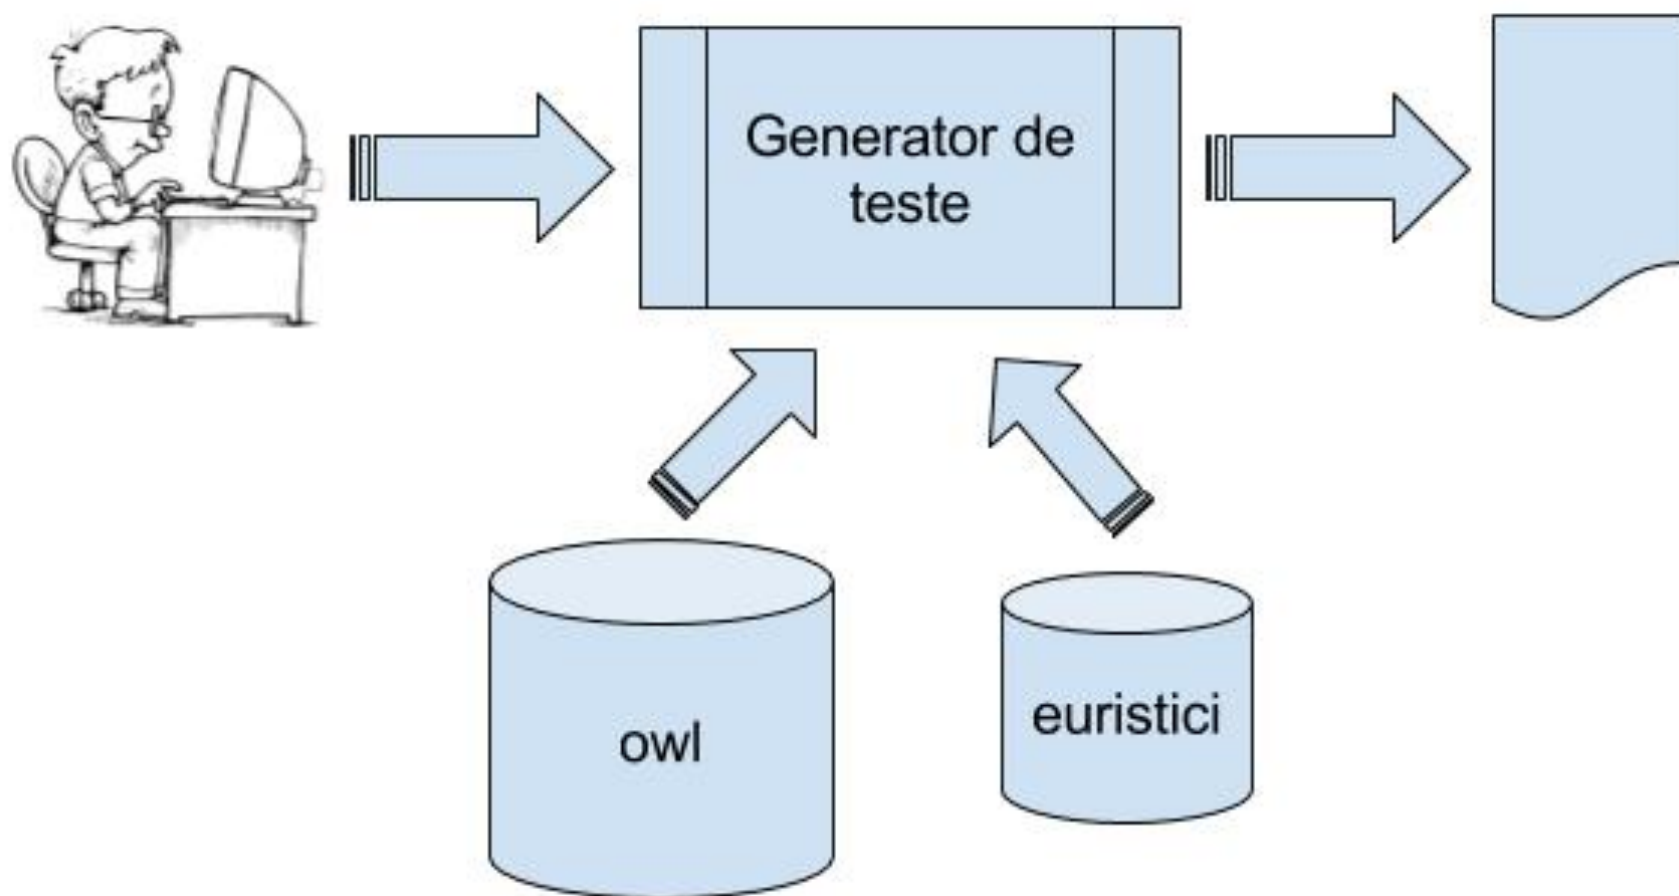 Generator de
teste
owl
euristici